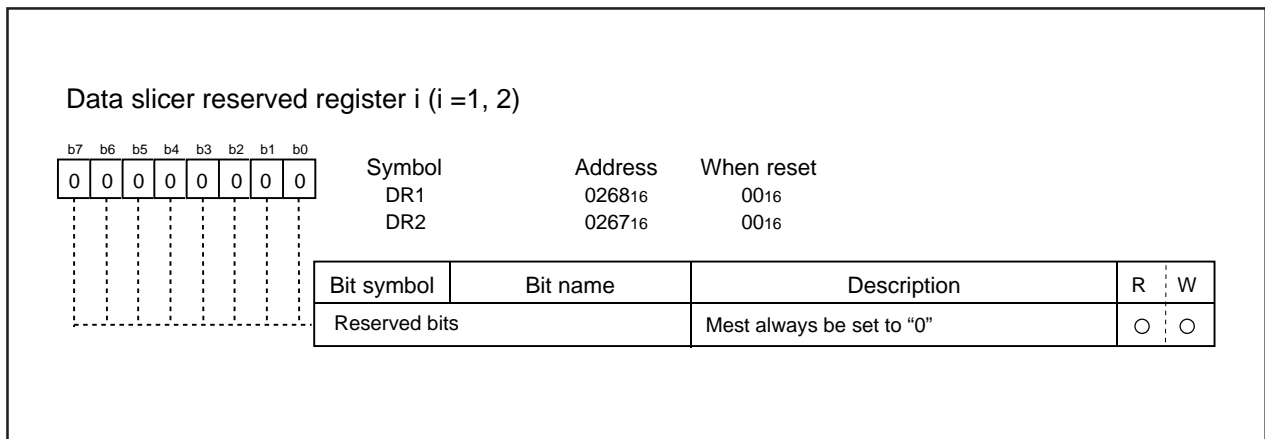 Data slicer reserved register i (i =1, 2)
b7 b6 b5 b4 b3 b2 b1 b0
0 0 0 0 0 0 0 0
Symbol Address When reset
DR1 026816 0016
DR2 026716 0016
Bit symbol Bit name Description R W
Reserved bits Mest always be set to “0” ○ ○